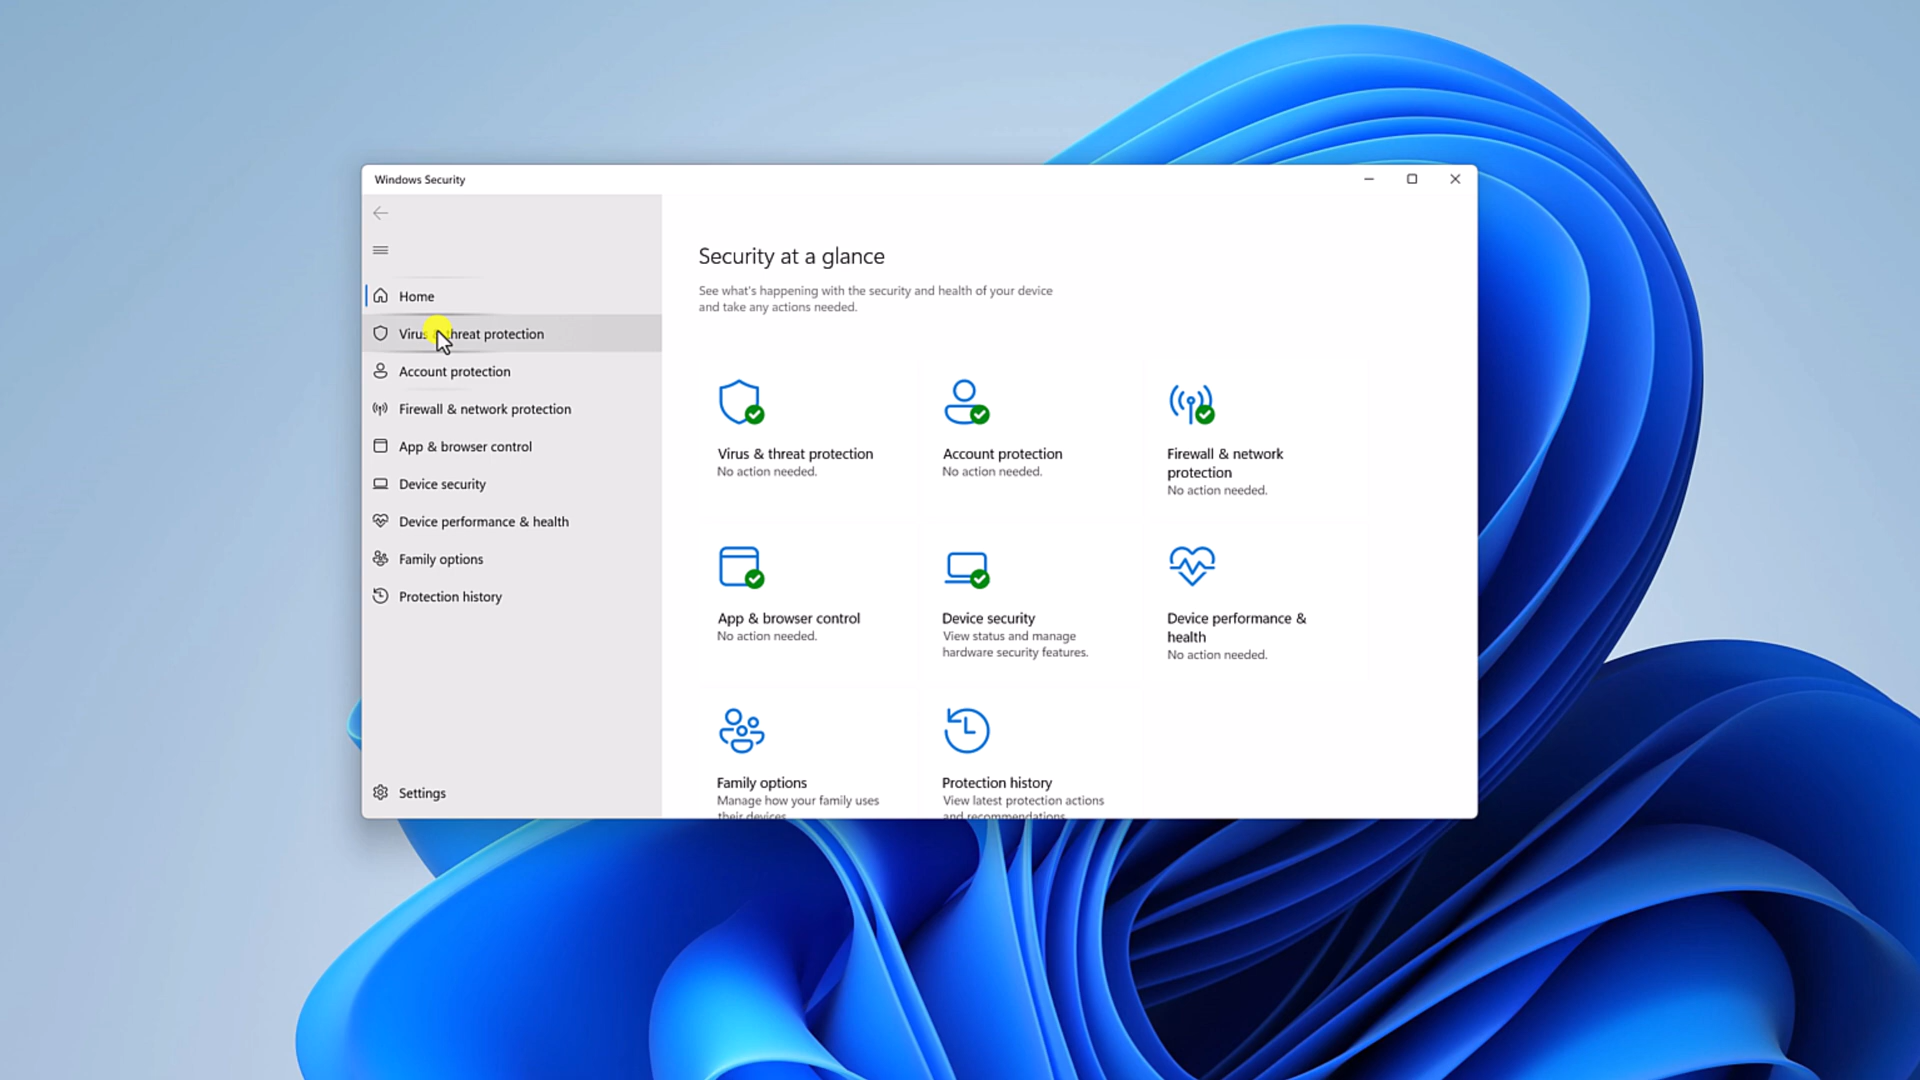 Windows Security
Home
Virus & threat protection
Account protection
Firewall & network protection
App & browser control
Device security
Device performance & health
Family options
Protection history
Settings
Security at a glance
See what's happening with the security and health of your device
and take any actions needed.
Virus & threat protection
No action needed.
Account protection
No action needed.
Firewall & network
protection
No action needed.
App & browser control
No action needed.
Device security
View status and manage
hardware security features.
Device performance &
health
No action needed.
Family options
Manage how your family uses
their devices.
Protection history
View latest protection actions
and recommendations.